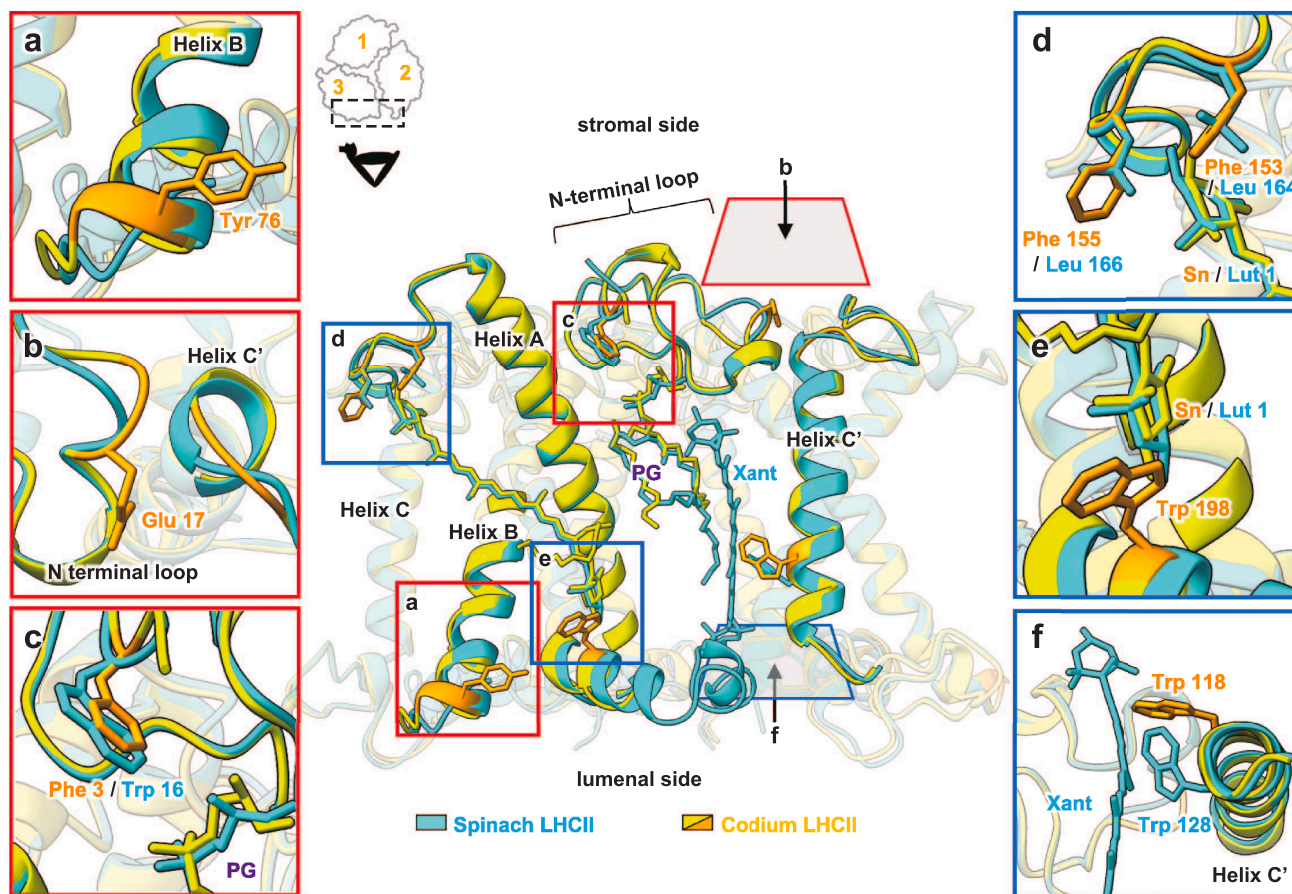 a
Helix B
Tyr 76
b
Helix C’
Glu 17
N terminal loop
c
Phe 3 / Trp 16
PG
1
2
3
stromal side
N-terminal loop
b
d
c
Helix A
Helix C’
PG
Xant
Helix C
Helix B
e
a
f
lumenal side
Spinach LHCII
Codium LHCII
d
Phe 153
/ Leu 164
Phe 155
/ Leu 166
Sn / Lut 1
e
Sn / Lut 1
Trp 198
f
Trp 118
Xant
Trp 128
Helix C’